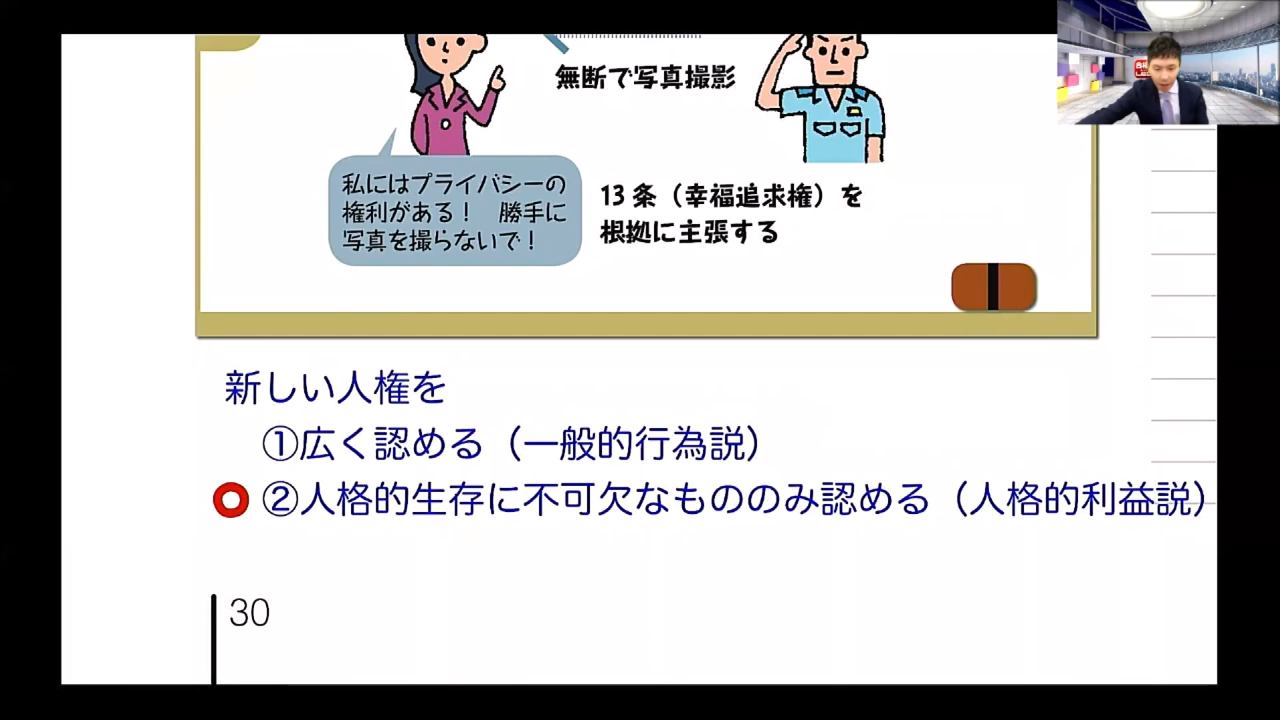 無断で写真撮影
私にはプライバシーの
権利がある！ 勝手に
写真を撮らないで！
13条（幸福追求権）を
根拠に主張する
新しい人権を
①広く認める（一般的行為説）
②人格的生存に不可欠なもののみ認める（人格的利益説）
30